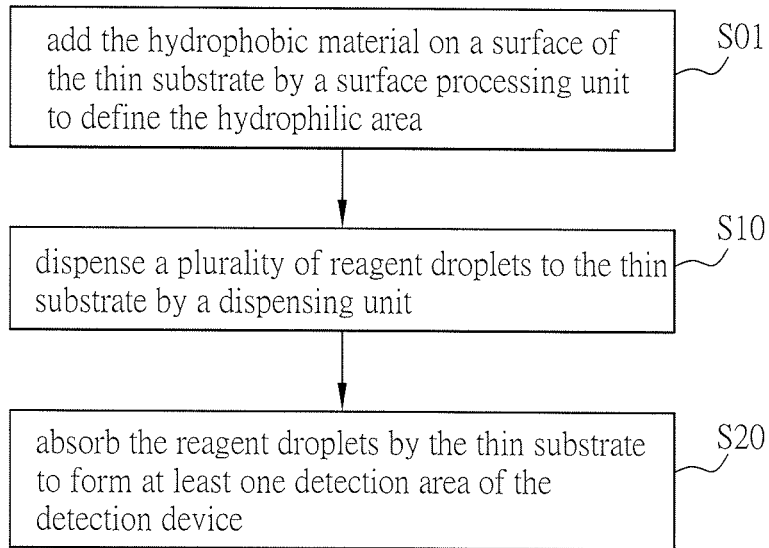 add the hydrophobic material on a surface of
the thin substrate by a surface processing unit
to define the hydrophilic area
S01
dispense a plurality of reagent droplets to the thin
substrate by a dispensing unit
S10
absorb the reagent droplets by the thin substrate
to form at least one detection area of the
detection device
S20